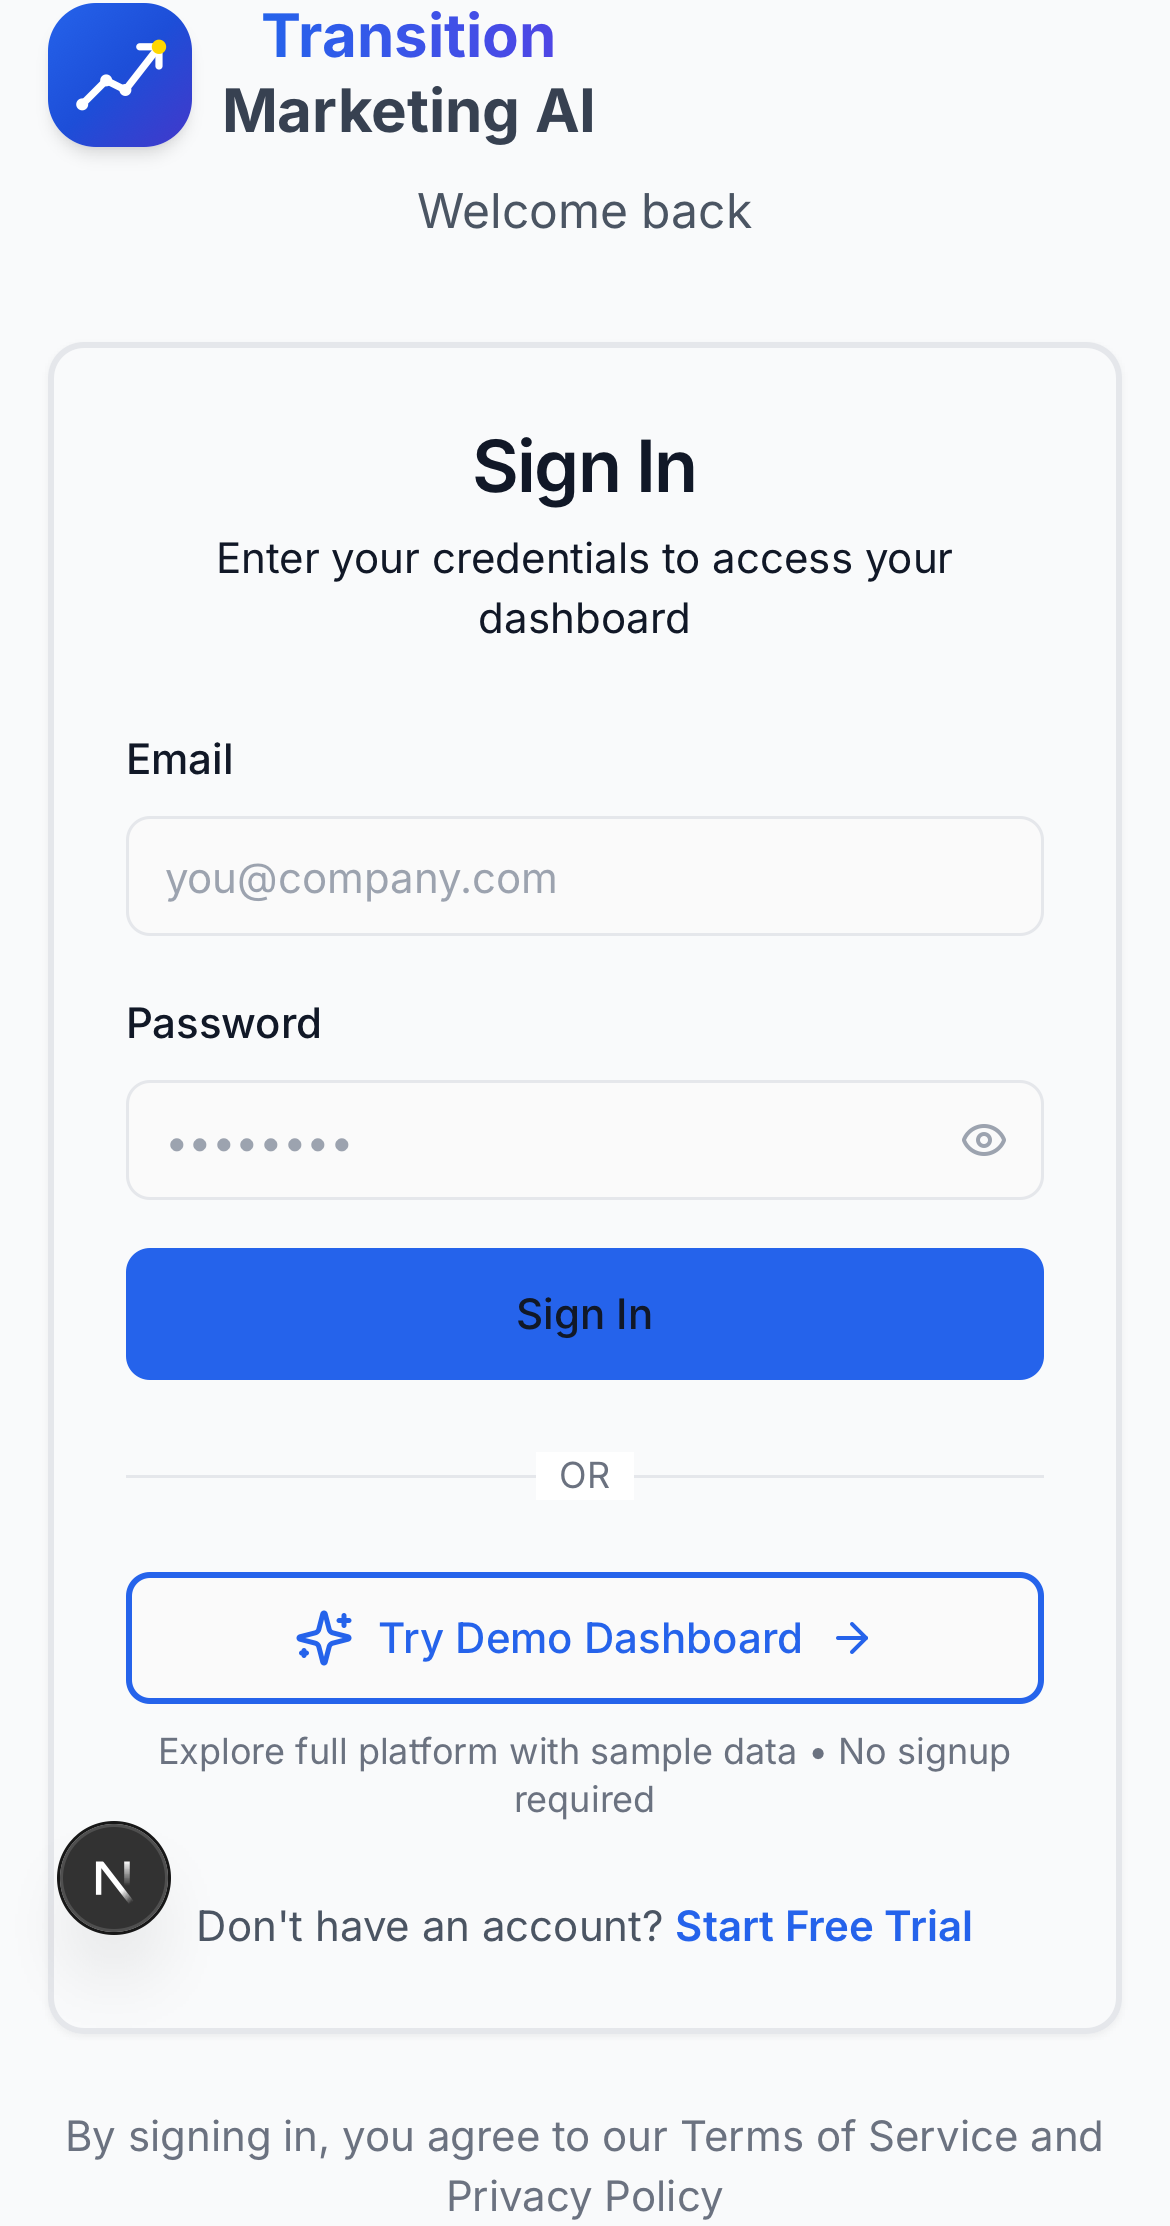 Transition
Marketing AI
Welcome back
Sign In
Enter your credentials to access your
dashboard
Email
you@company.com
Password
••••••••
Sign In
OR
Try Demo Dashboard →
Explore full platform with sample data • No signup
required
N
Don't have an account? Start Free Trial
By signing in, you agree to our Terms of Service and
Privacy Policy